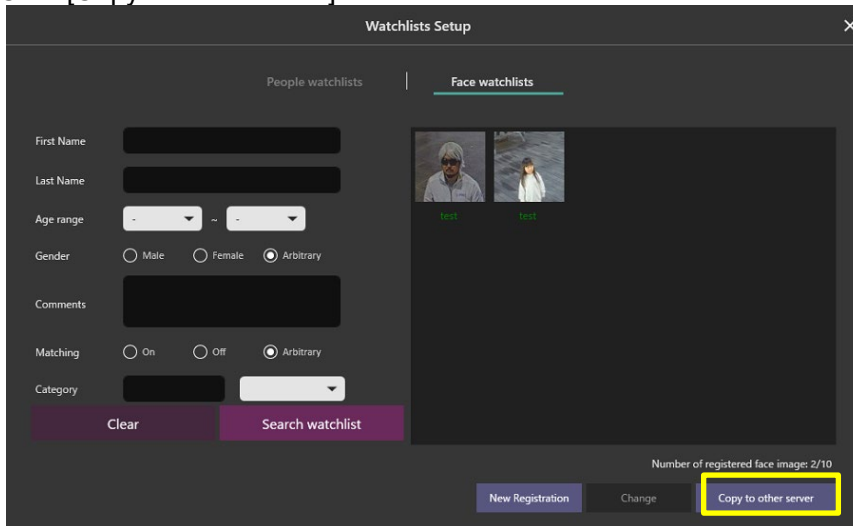 Watchlists Setup
People watchlists
Face watchlists
First Name
Last Name
Age range - ~ -
Gender Male Female Arbitrary
Comments
Matching On Off Arbitrary
Category
Clear Search watchlist
test test
Number of registered face image: 2/10
New Registration Change Copy to other server